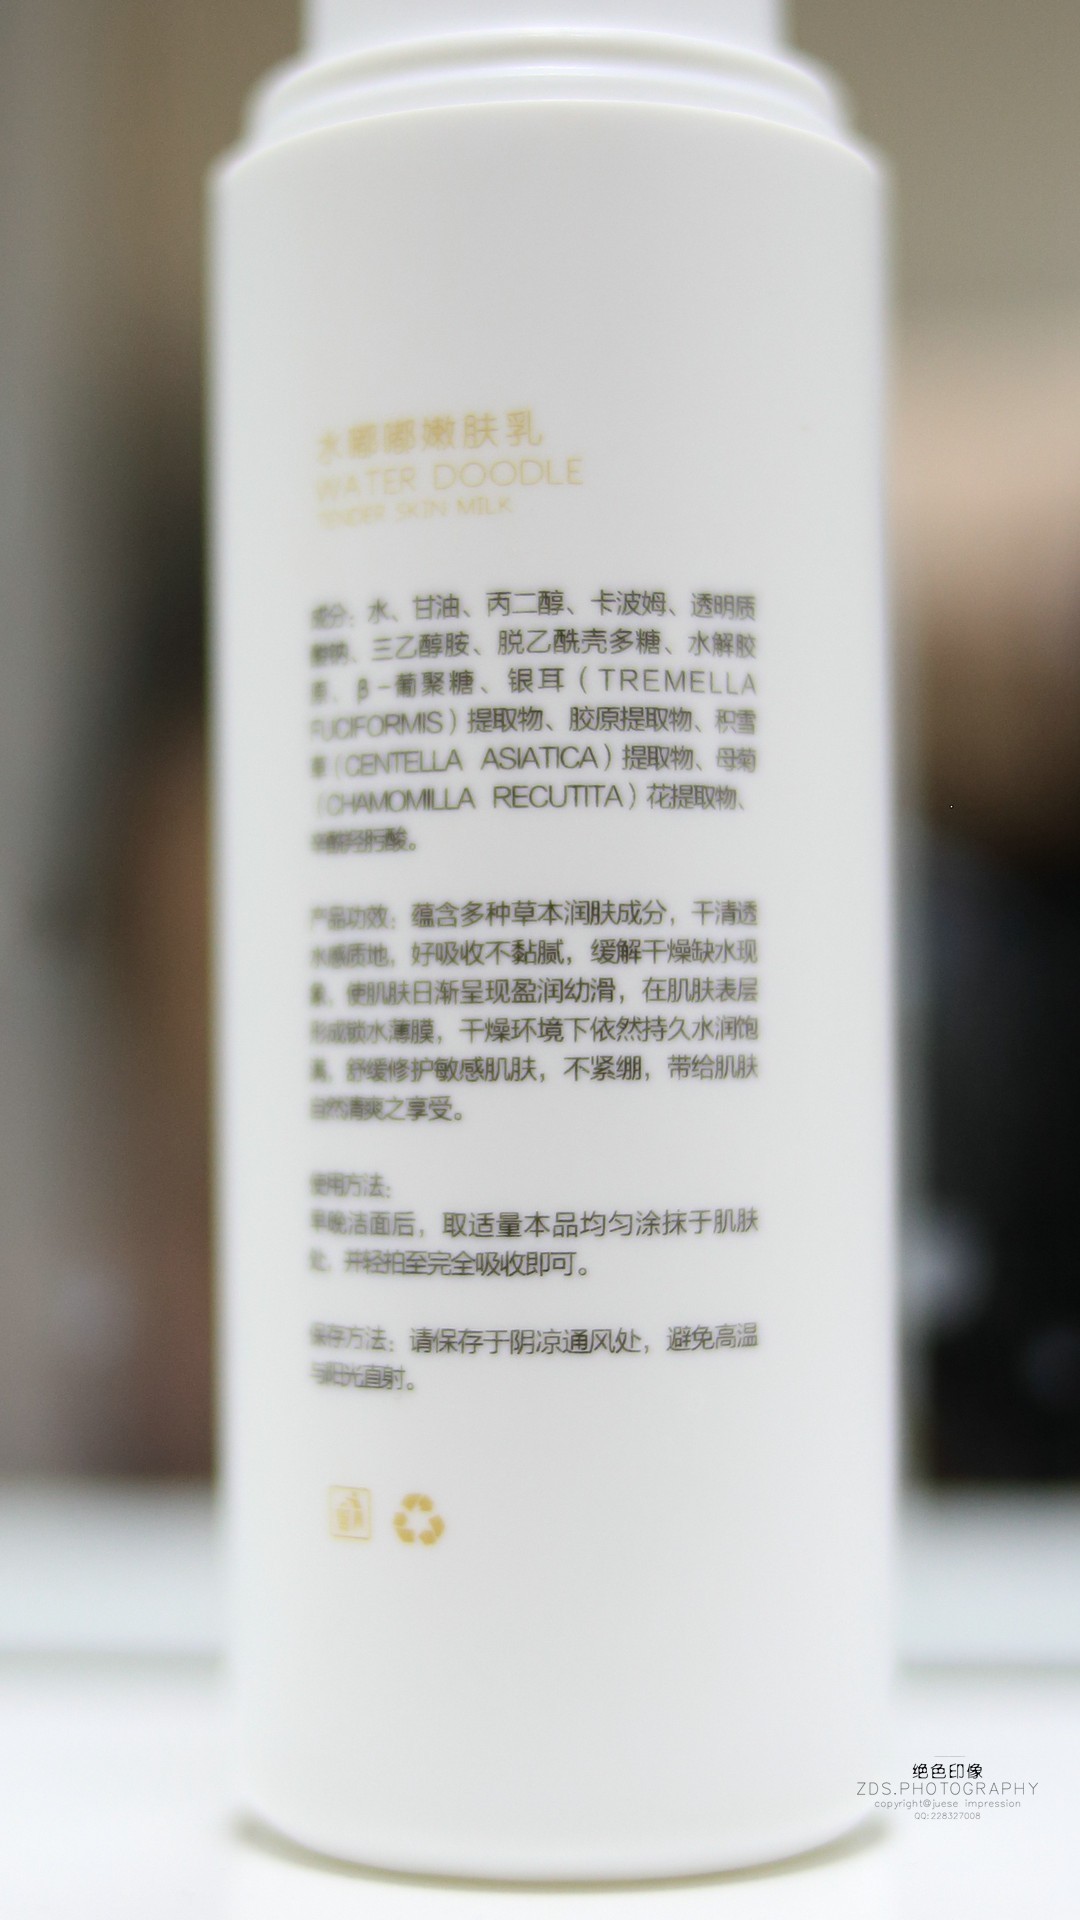 水嘟嘟嫩肤乳
WATER DOODLE
TENDER SKIN MILK
成分：水、甘油、丙二醇、卡波姆、透明质
酸钠、三乙醇胺、脱乙酰壳多糖、水解胶
原、β-葡聚糖、银耳（TREMELLA
FUCIFORMIS）提取物、胶原提取物、积雪
草（CENTELLA ASIATICA）提取物、母菊
（CHAMOMILLA RECUTITA）花提取物、
辛酰羟肟酸。
产品功效：蕴含多种草本润肤成分，干清透
水感质地，好吸收不黏腻，缓解干燥缺水现
象，使肌肤日渐呈现盈润幼滑，在肌肤表层
形成锁水薄膜，干燥环境下依然持久水润饱
满，舒缓修护敏感肌肤，不紧绷，带给肌肤
自然清爽之享受。
使用方法：
早晚洁面后，取适量本品均匀涂抹于肌肤
处，并轻拍至完全吸收即可。
保存方法：请保存于阴凉通风处，避免高温
与阳光直射。
绝色印像
ZDS.PHOTOGRAPHY
copyright@juese impression
QQ:228327008